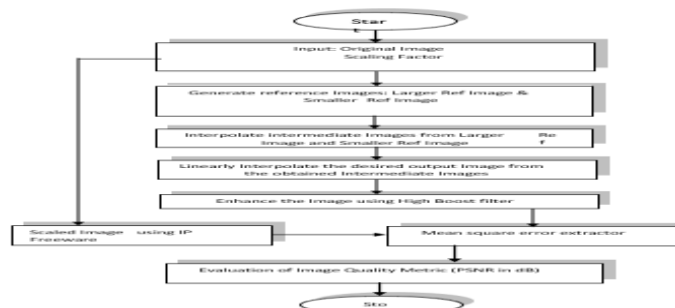 Star
t
Input: Original Image
Scaling Factor
Generate reference Images: Larger Ref Image &
Smaller Ref Image
Interpolate intermediate Images from Larger Re
Image and Smaller Ref Image f
Linearly Interpolate the desired output Image from
the obtained Intermediate Images
Enhance the Image using High Boost filter
Scaled Image using IP
Freeware
Mean square error extractor
Evaluation of Image Quality Metric (PSNR in dB)
Sto